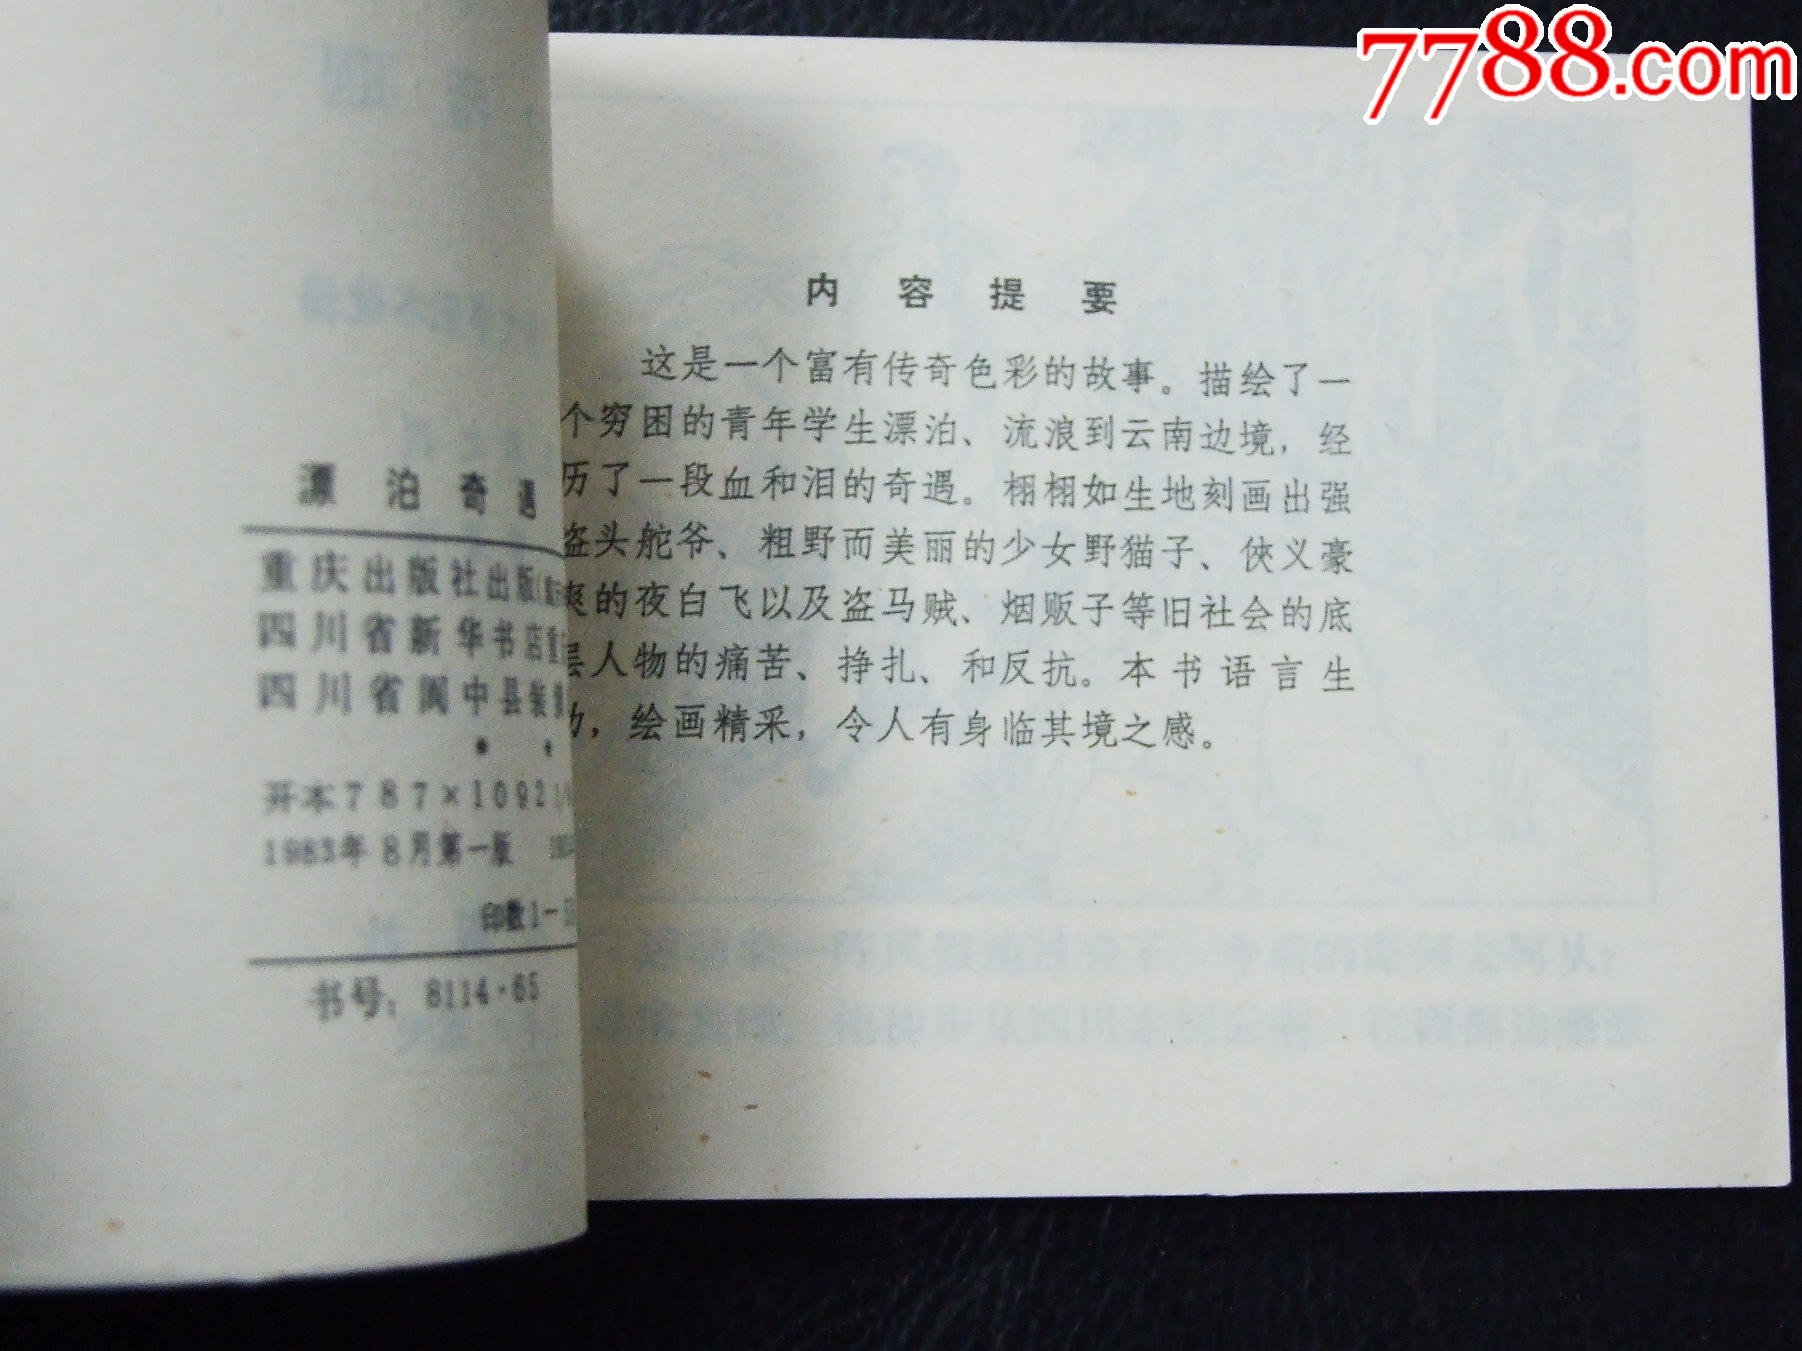 7788.com
漂泊奇遇
重庆出版社出版
四川省新华书店重
四川省阆中县
开本787×1092
1983年8月第一版
印数1—
书号：8114·65
内容提要
这是一个富有传奇色彩的故事。描绘了一
个穷困的青年学生漂泊、流浪到云南边境，经
历了一段血和泪的奇遇。栩栩如生地刻画出强
盗头舵爷、粗野而美丽的少女野猫子、侠义豪
爽的夜白飞以及盗马贼、烟贩子等旧社会的底
层人物的痛苦、挣扎、和反抗。本书语言生
动，绘画精采，令人有身临其境之感。